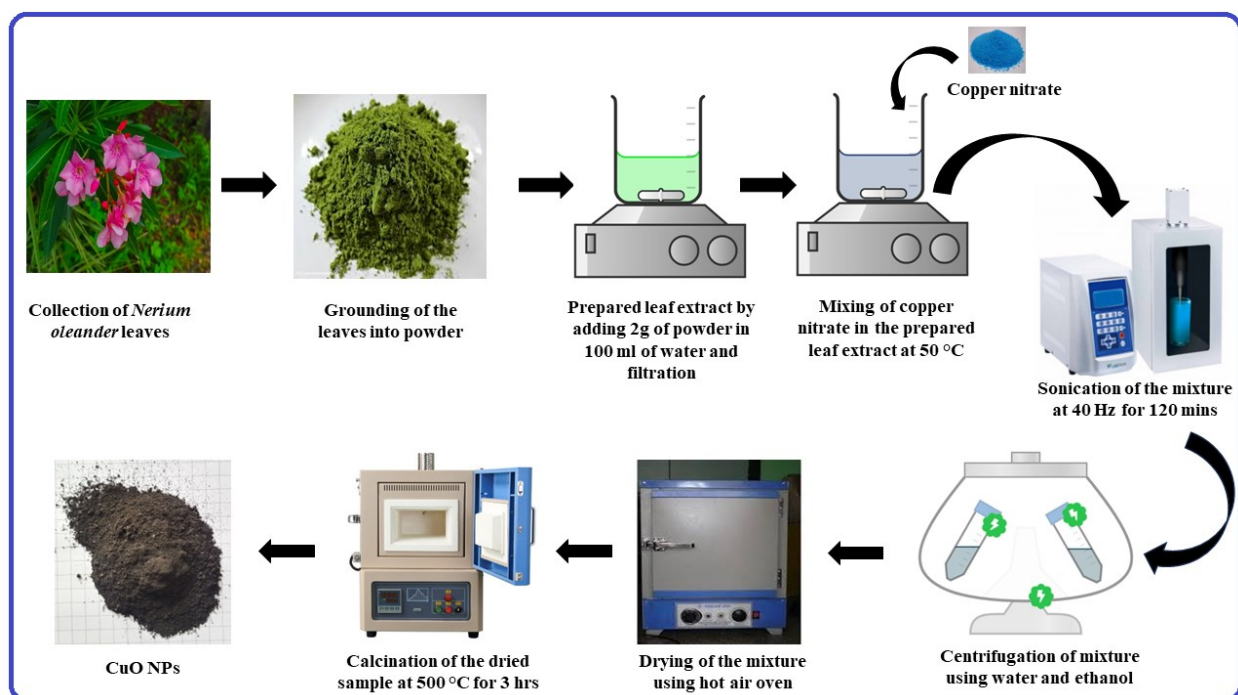 Copper nitrate
Collection of Nerium
oleander leaves
Grounding of the
leaves into powder
Prepared leaf extract by
adding 2g of powder in
100 ml of water and
filtration
Mixing of copper
nitrate in the prepared
leaf extract at 50 °C
Sonication of the mixture
at 40 Hz for 120 mins
Centrifugation of mixture
using water and ethanol
Drying of the mixture
using hot air oven
Calcination of the dried
sample at 500 °C for 3 hrs
CuO NPs